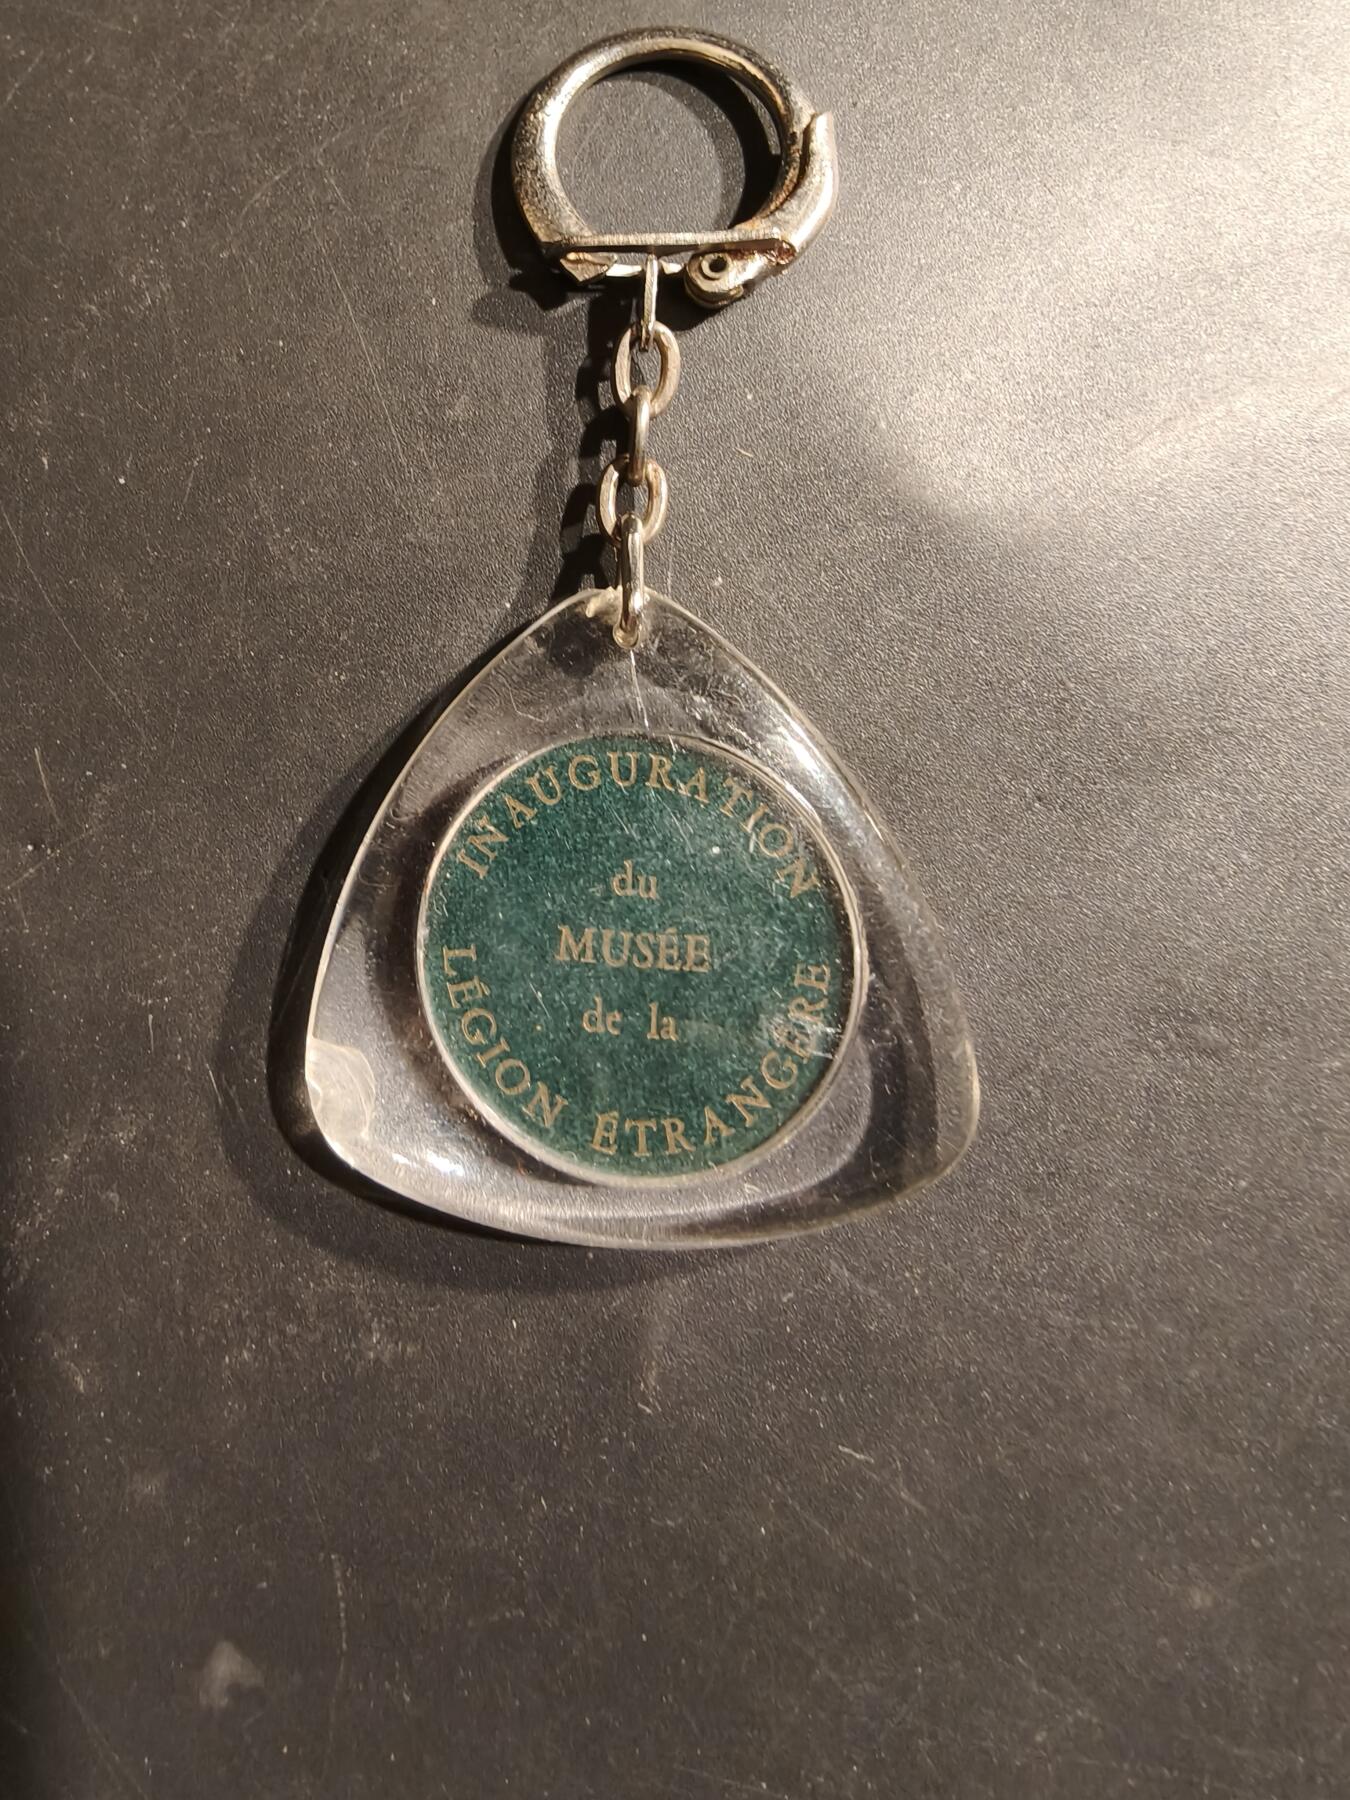 INAUGURATION
du
MUSÉE
de la
LÉGION ÉTRANGÈRE